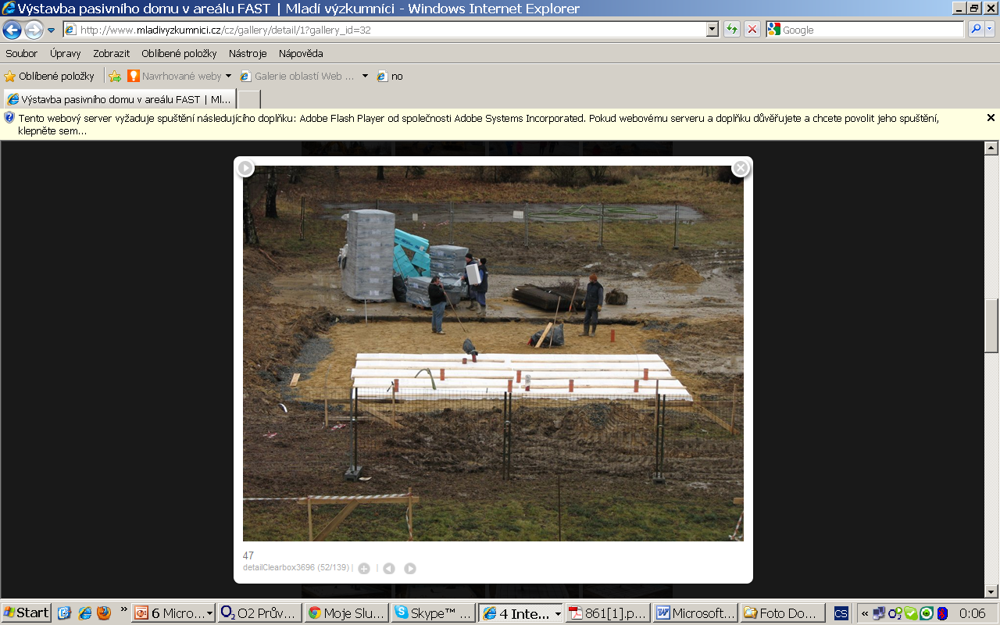 Výstavba pasivního domu v areálu FAST | Mladí výzkumníci - Windows Internet Explorer
http://www.mladivyzkumnici.cz/cz/gallery/detail/1?gallery_id=32
Google
Soubor Úpravy Zobrazit Oblíbené položky Nástroje Nápověda
Oblíbené položky Navrhované weby Galerie oblastí Web ... no
Výstavba pasivního domu v areálu FAST | Ml...
Tento webový server vyžaduje spuštění následujícího doplňku: Adobe Flash Player od společnosti Adobe Systems Incorporated. Pokud webovému serveru a doplňku důvěřujete a chcete povolit jeho spuštění,
klepněte sem...
47
detailClearbox3696 (52/139) | |
Start » 6 Micro... O2 Prův... Moje Slu... Skype™ ... 4 Inte... 861[1].p... Microsoft... Foto Do... CS « 0:06